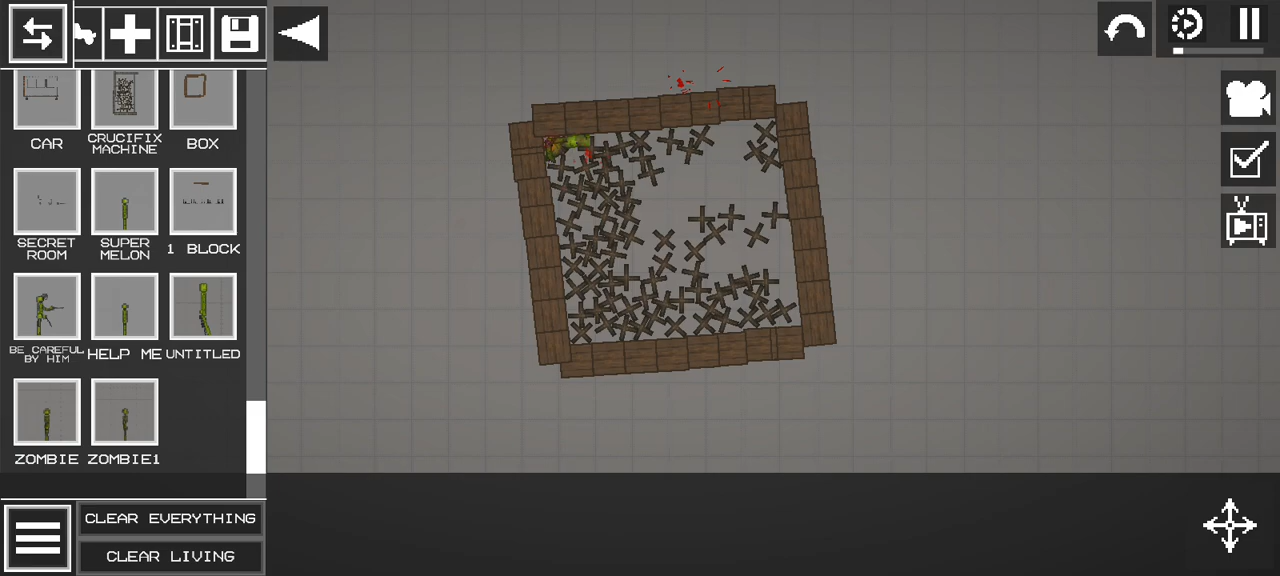 CAR
CRUCIFIX
MACHINE
BOX
SECRET
ROOM
SUPER
MELON
1 BLOCK
BE CAREFUL
BY HIM
HELP ME
UNTITLED
ZOMBIE
ZOMBIE1
CLEAR EVERYTHING
CLEAR LIVING